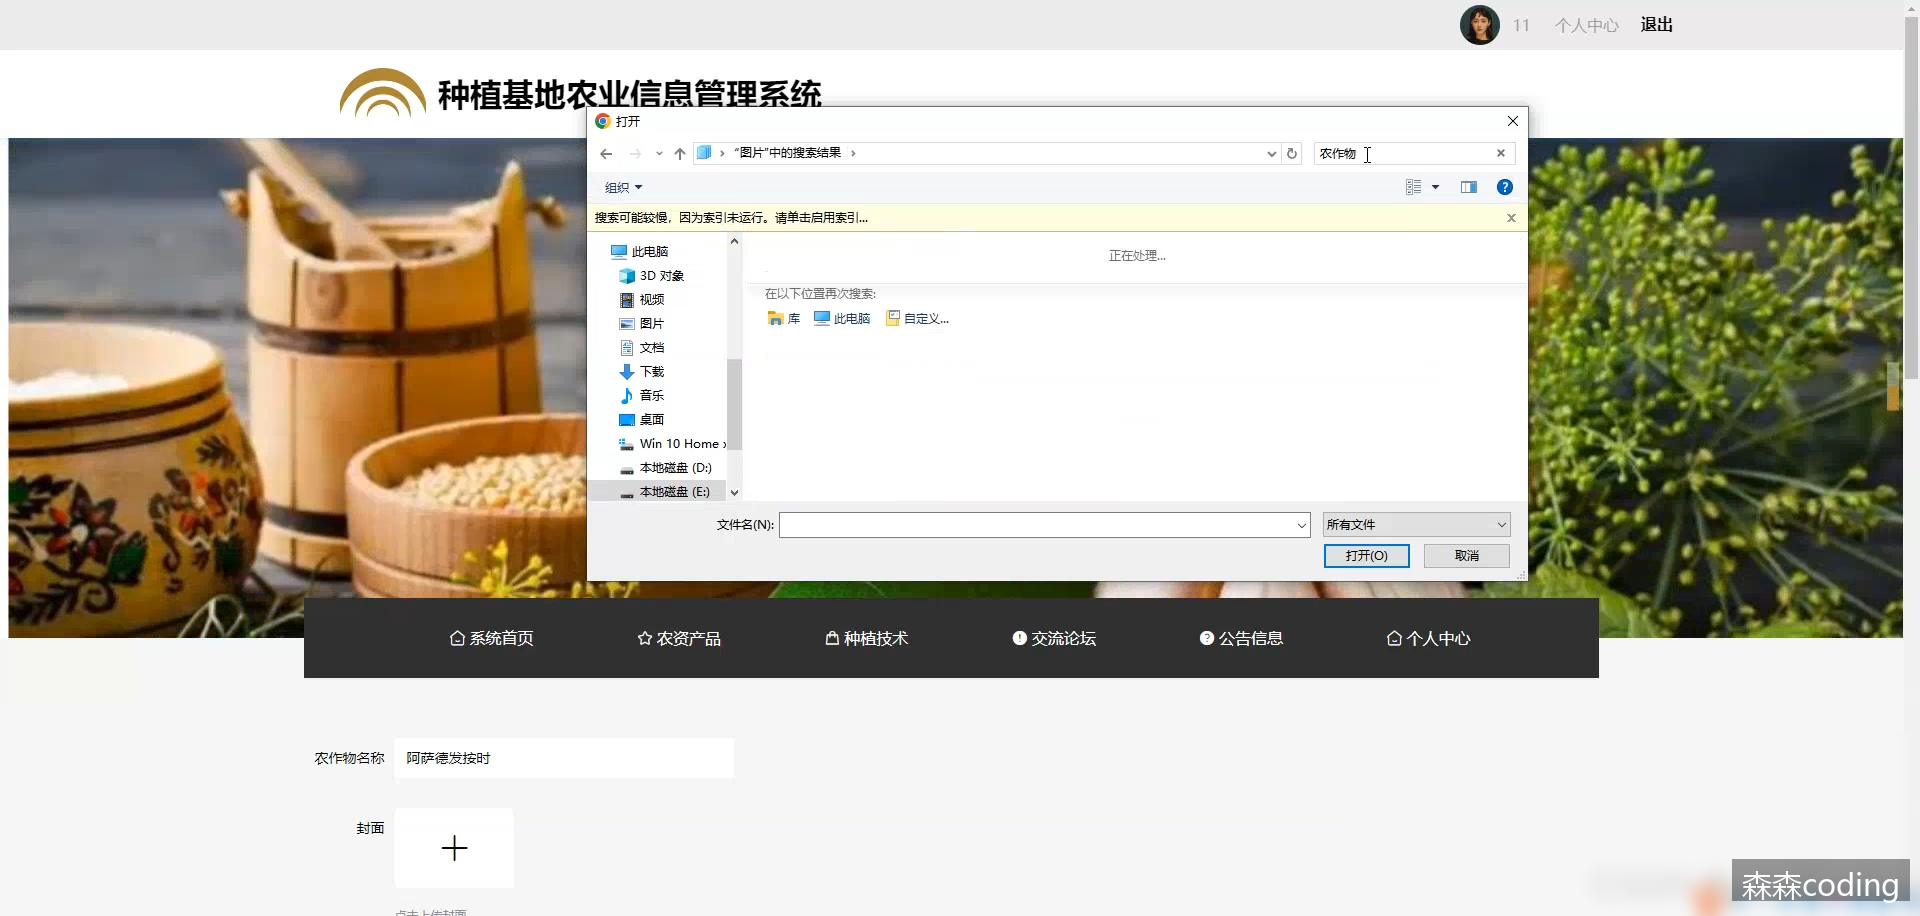 11 个人中心 退出
种植基地农业信息管理系统
打开
“图片”中的搜索结果
农作物
组织
搜索可能较慢，因为索引未运行。请单击启用索引...
此电脑
3D 对象
视频
图片
文档
下载
音乐
桌面
Win 10 Home x
本地磁盘 (D:)
本地磁盘 (E:)
正在处理...
在以下位置再次搜索:
库 此电脑 自定义...
文件名(N):
所有文件
打开(O) 取消
系统首页 农资产品 种植技术 交流论坛 公告信息 个人中心
农作物名称 阿萨德发按时
封面
点击上传封面
森森coding